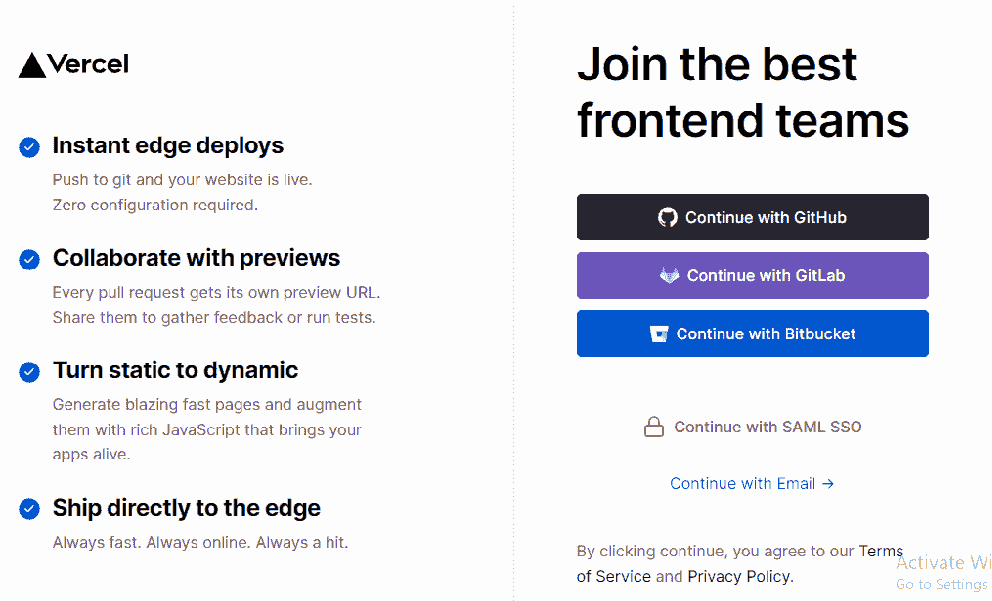 Vercel
Instant edge deploys
Push to git and your website is live.
Zero configuration required.
Collaborate with previews
Every pull request gets its own preview URL.
Share them to gather feedback or run tests.
Turn static to dynamic
Generate blazing fast pages and augment
them with rich JavaScript that brings your
apps alive.
Ship directly to the edge
Always fast. Always online. Always a hit.
Join the best
frontend teams
Continue with GitHub
Continue with GitLab
Continue with Bitbucket
Continue with SAML SSO
Continue with Email →
By clicking continue, you agree to our Terms
of Service and Privacy Policy.
Activate Wi
Go to Settings